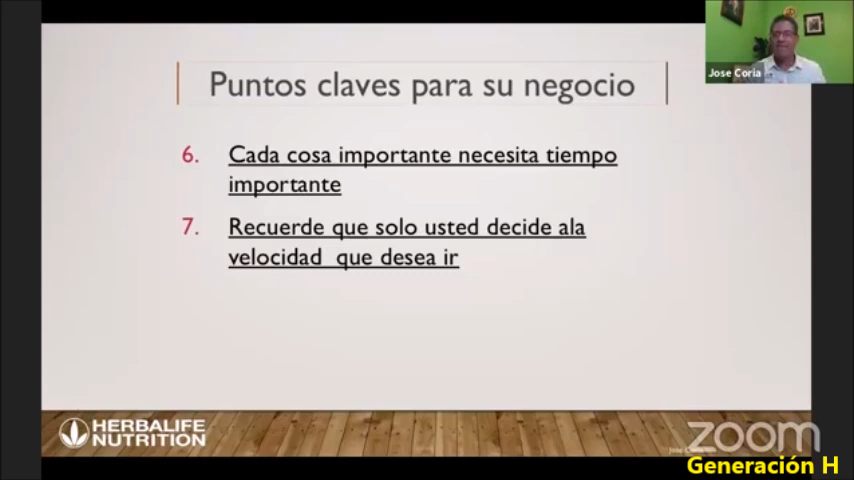 Puntos claves para su negocio
Jose Coria
6. Cada cosa importante necesita tiempo
importante
7. Recuerde que solo usted decide ala
velocidad que desea ir
HERBALIFE
NUTRITION
zoom
Generación H